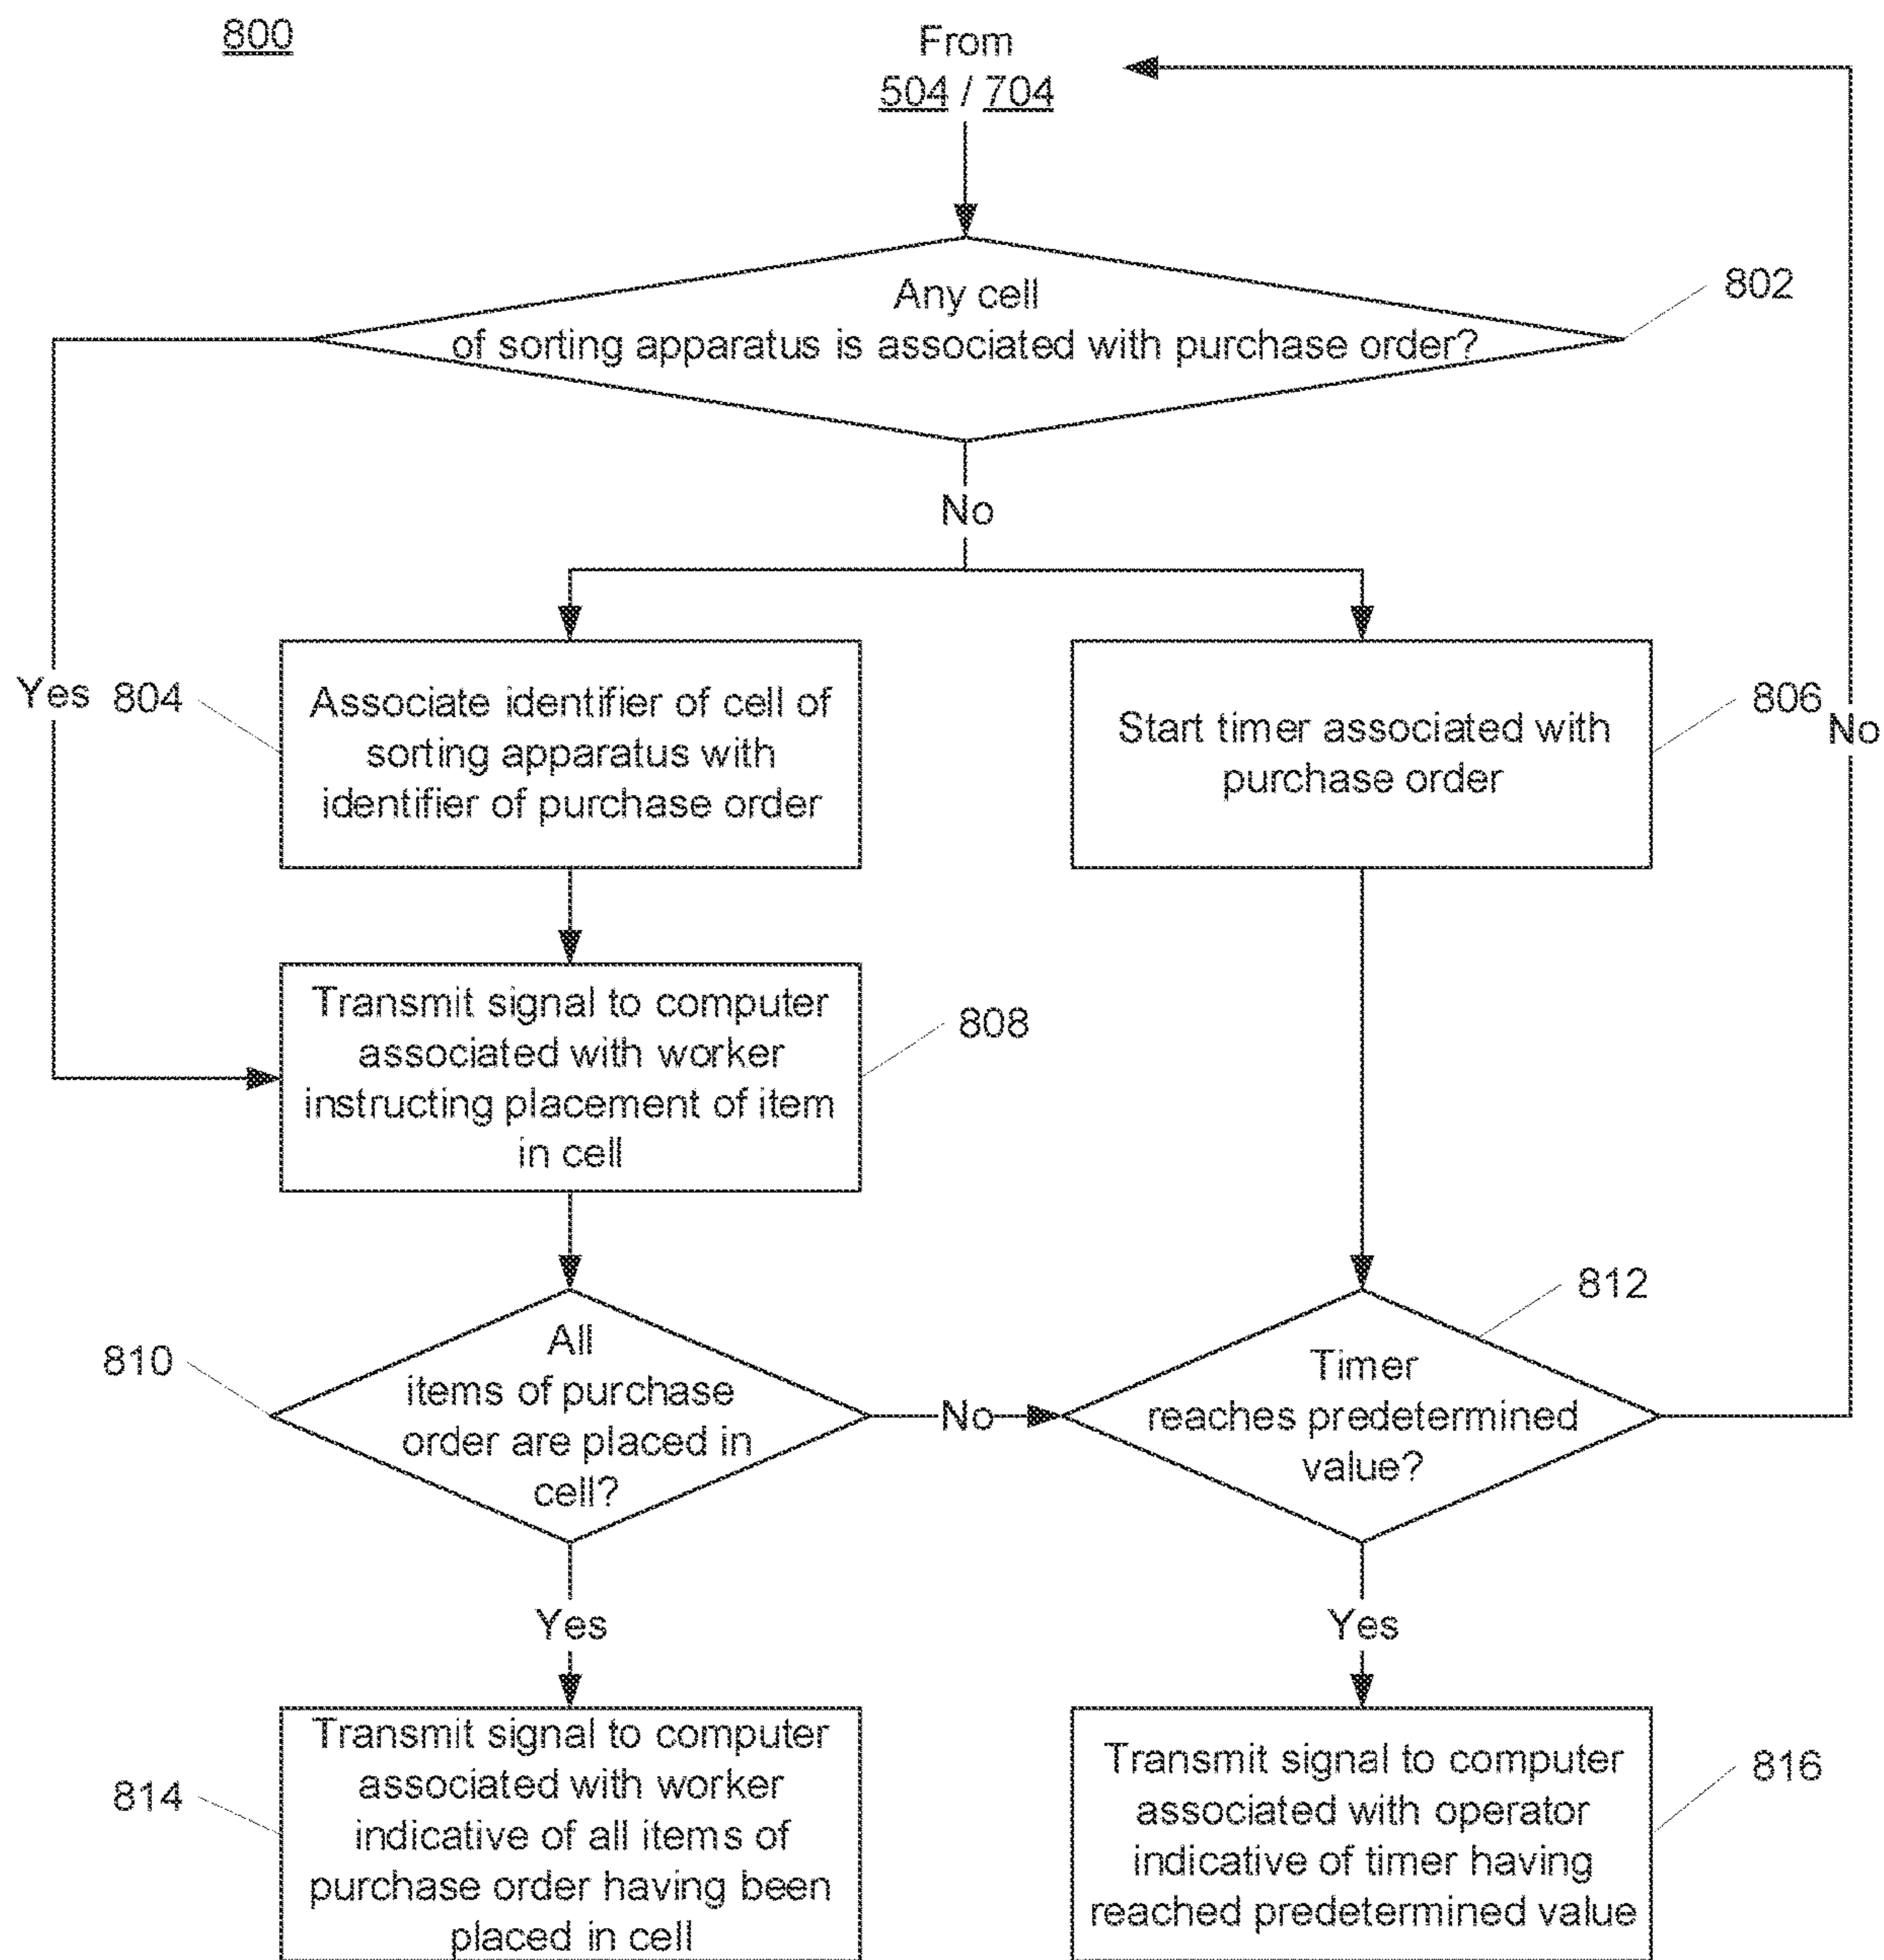 800
From
504 / 704
Any cell
of sorting apparatus is associated with purchase order?
802
No
Yes
804
Associate identifier of cell of
sorting apparatus with
identifier of purchase order
Start timer associated with
purchase order
806
No
Transmit signal to computer
associated with worker
instructing placement of item
in cell
808
810
All
items of purchase
order are placed in
cell?
No
812
Timer
reaches predetermined
value?
Yes
Yes
814
Transmit signal to computer
associated with worker
indicative of all items of
purchase order having been
placed in cell
Transmit signal to computer
associated with operator
indicative of timer having
reached predetermined value
816